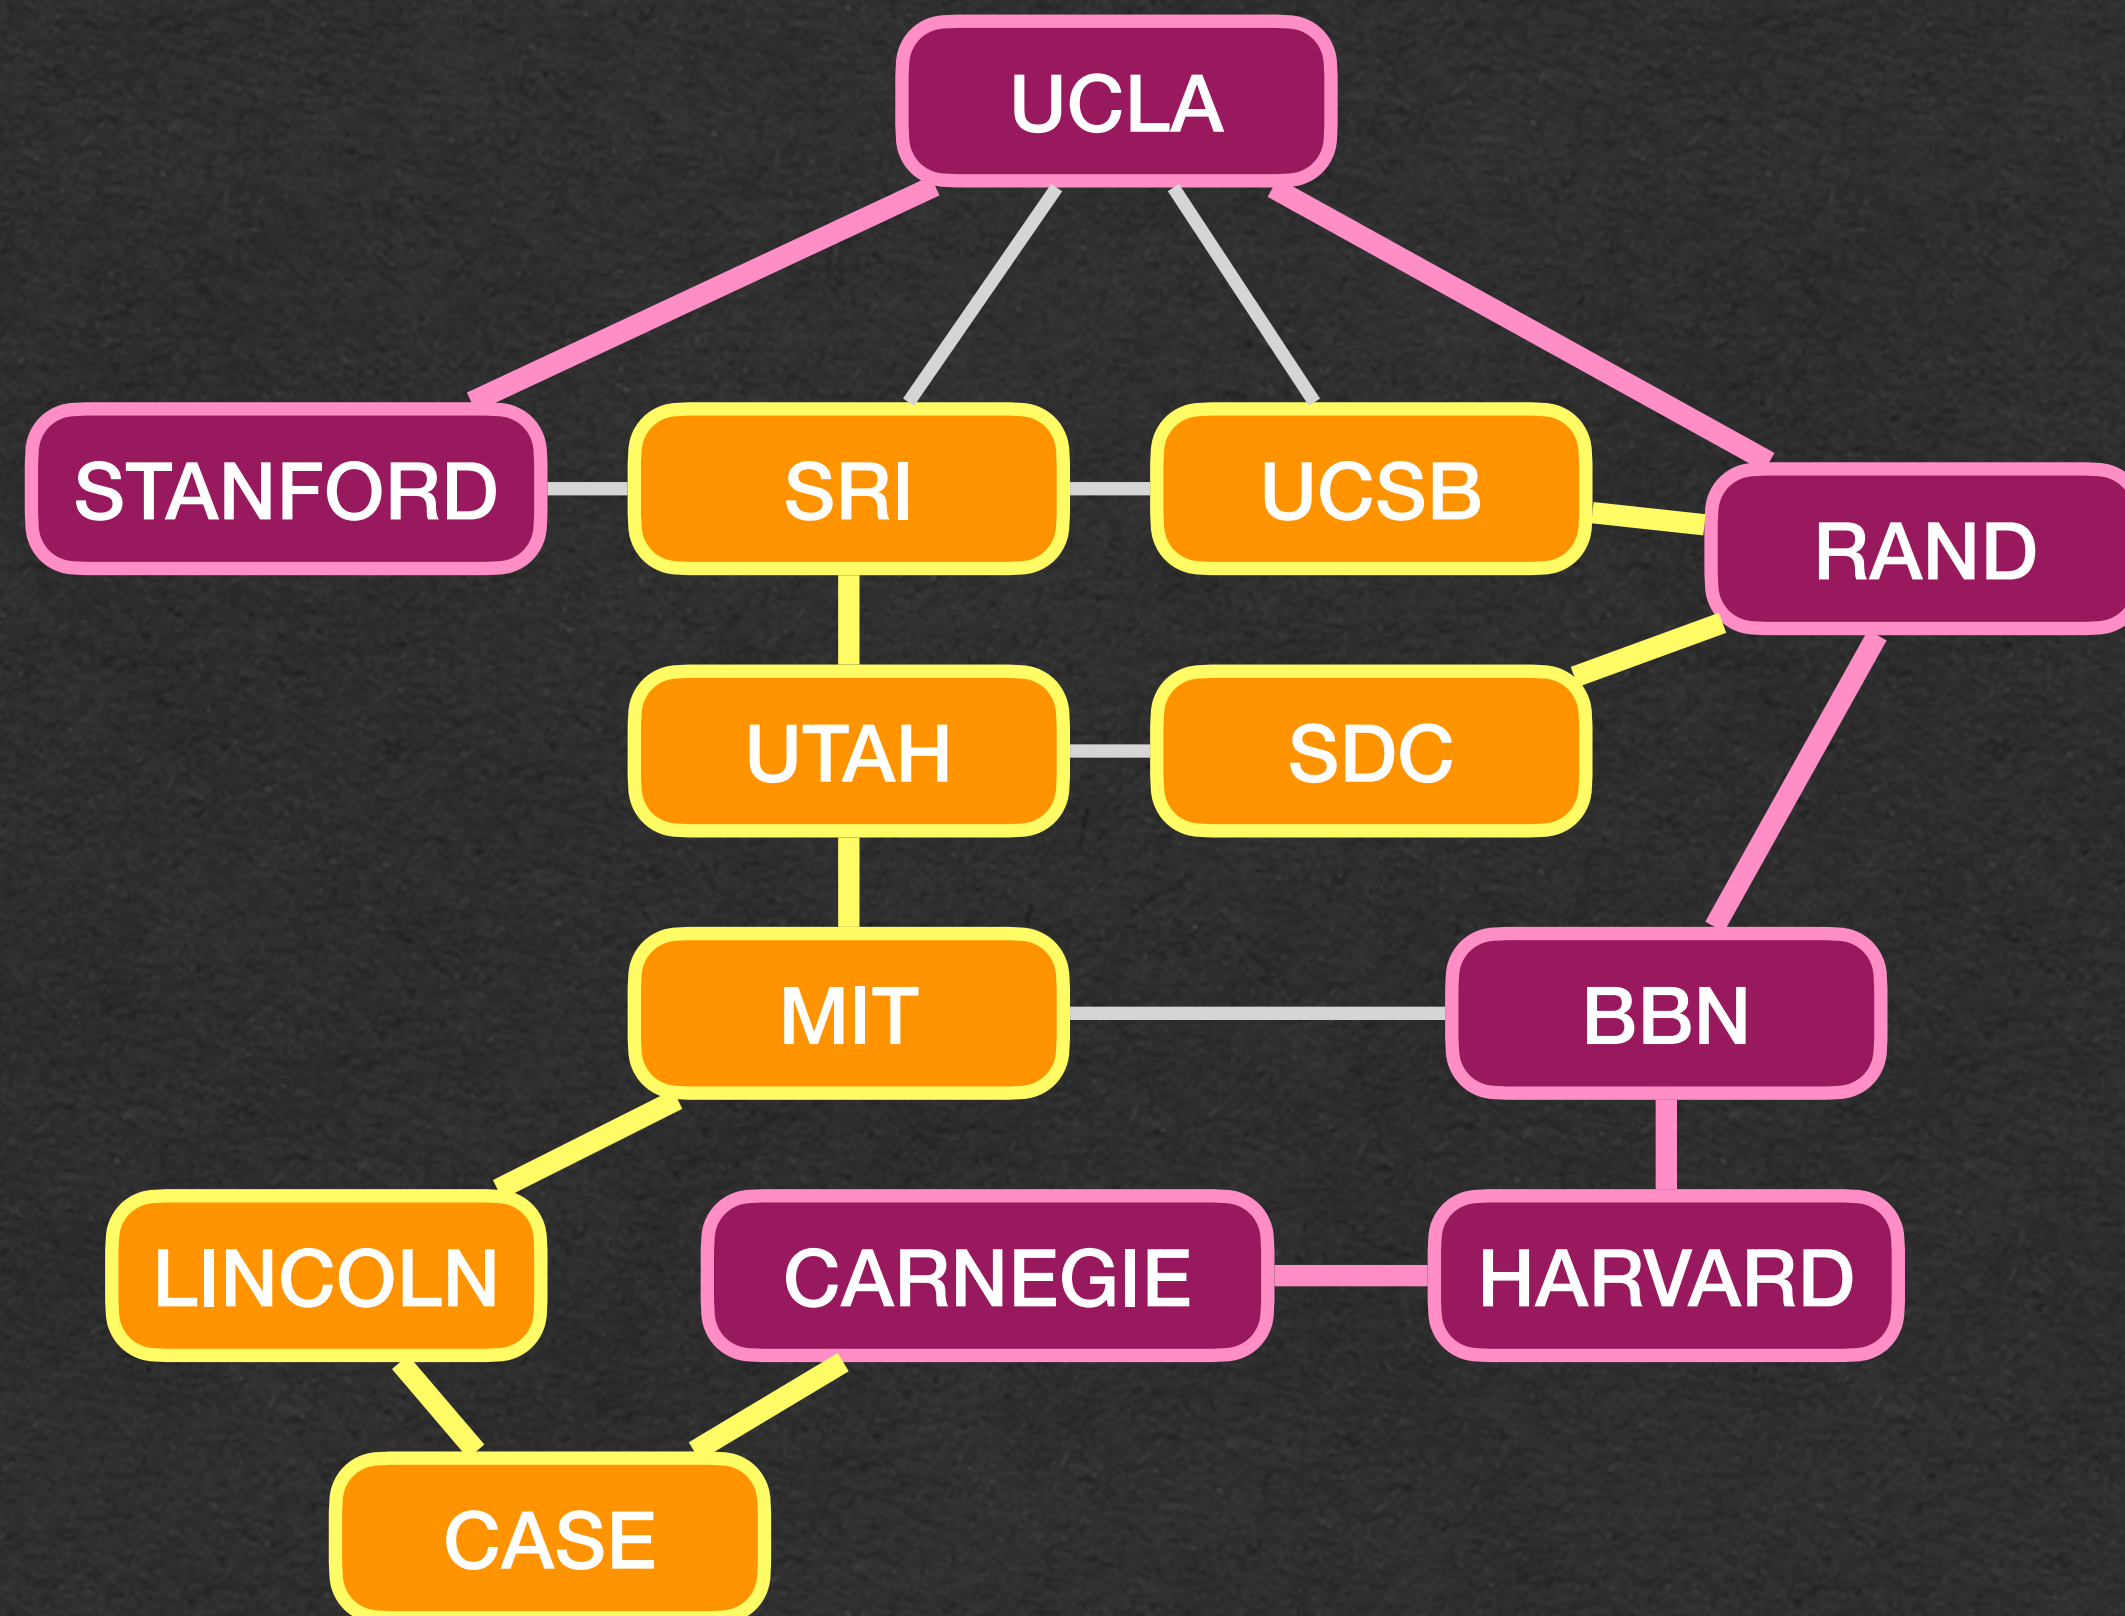 UCLA
STANFORD
SRI
UCSB
RAND
UTAH
SDC
MIT
BBN
LINCOLN
CARNEGIE
HARVARD
CASE